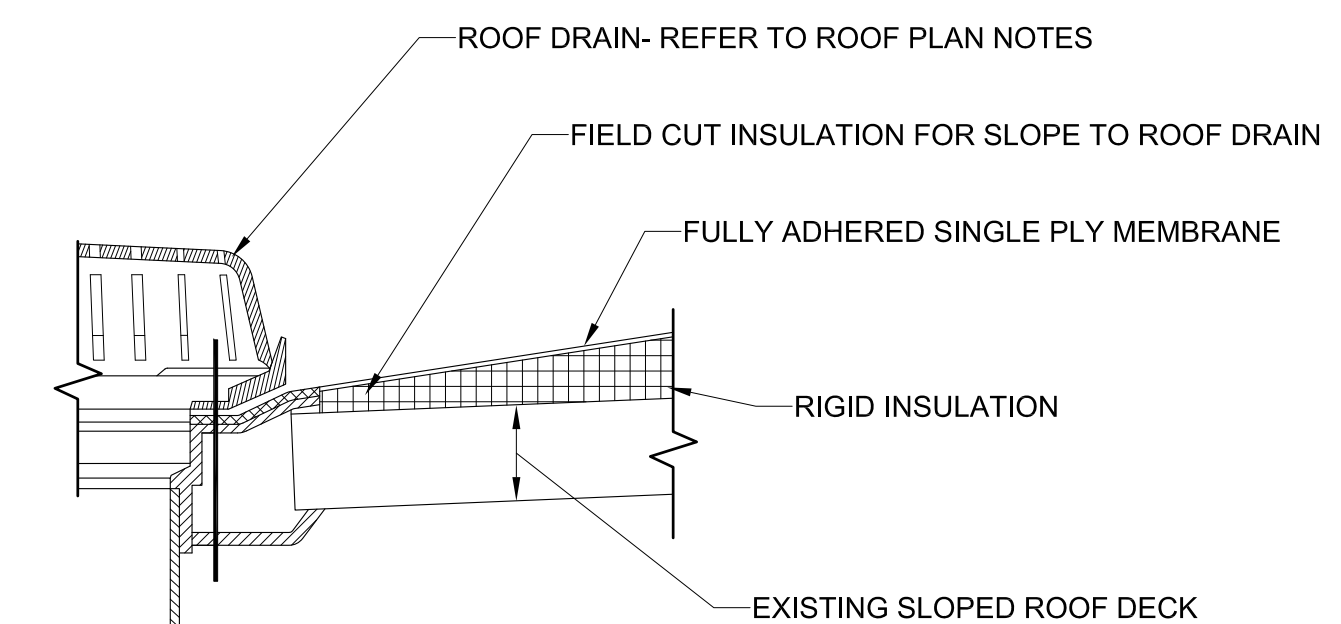 ROOF DRAIN- REFER TO ROOF PLAN NOTES
FIELD CUT INSULATION FOR SLOPE TO ROOF DRAIN
FULLY ADHERED SINGLE PLY MEMBRANE
RIGID INSULATION
EXISTING SLOPED ROOF DECK